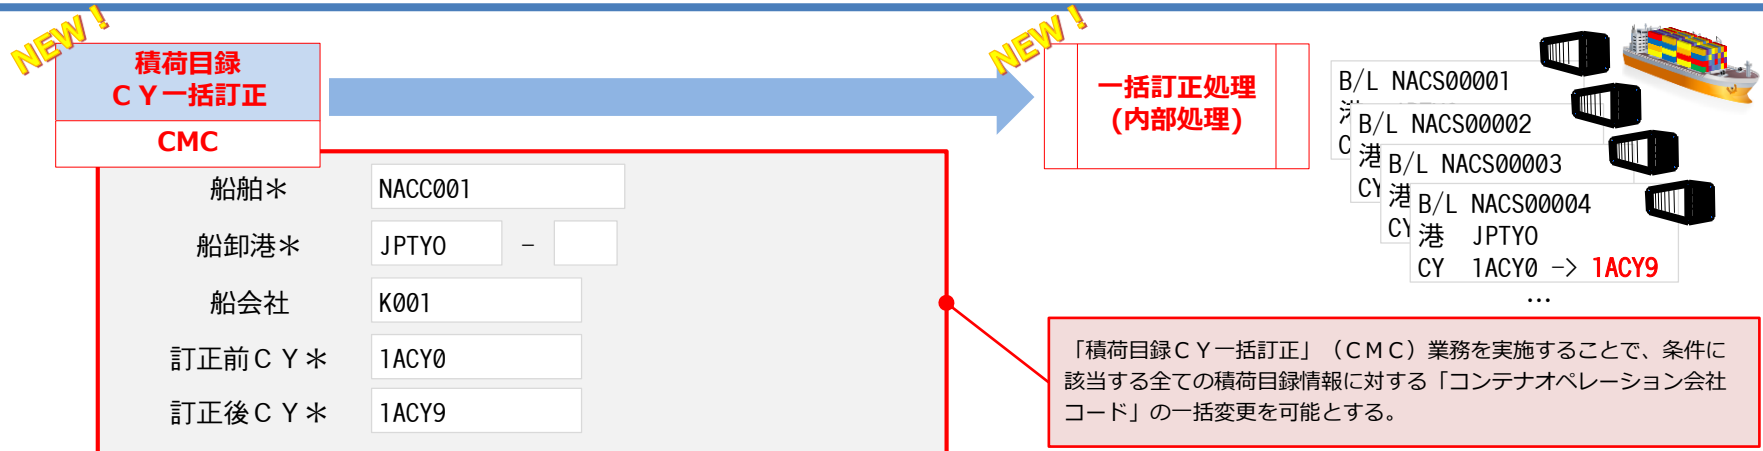 NEW！
積荷目録
ＣＹ一括訂正
CMC
船舶＊ NACC001
船卸港＊ JPTYO －
船会社 K001
訂正前ＣＹ＊ 1ACY0
訂正後ＣＹ＊ 1ACY9
NEW！
一括訂正処理
(内部処理)
B/L NACS00001
港
C
B/L NACS00002
港
CY
B/L NACS00003
港
CY
B/L NACS00004
港 JPTYO
CY 1ACY0 -> 1ACY9
…
「積荷目録ＣＹ一括訂正」（ＣＭＣ）業務を実施することで、条件に
該当する全ての積荷目録情報に対する「コンテナオペレーション会社
コード」の一括変更を可能とする。